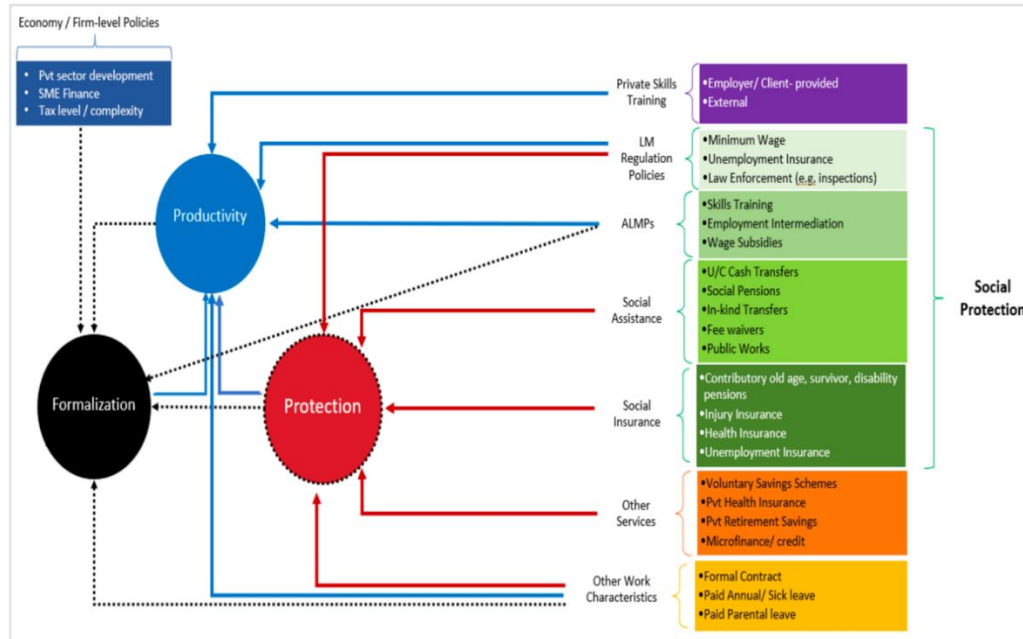 Economy / Firm-level Policies
• Pvt sector development
• SME Finance
• Tax level / complexity
Private Skills
Training
•Employer/ Client- provided
•External
LM
Regulation
Policies
•Minimum Wage
•Unemployment Insurance
•Law Enforcement (e.g. inspections)
Productivity
ALMPs
•Skills Training
•Employment Intermediation
•Wage Subsidies
Social
Assistance
•U/C Cash Transfers
•Social Pensions
•In-kind Transfers
•Fee waivers
•Public Works
Social
Protection
Formalization
Protection
Social
Insurance
•Contributory old age, survivor, disability
pensions
•Injury Insurance
•Health Insurance
•Unemployment Insurance
Other
Services
•Voluntary Savings Schemes
•Pvt Health Insurance
•Pvt Retirement Savings
•Microfinance/ credit
Other Work
Characteristics
•Formal Contract
•Paid Annual/ Sick leave
•Paid Parental leave